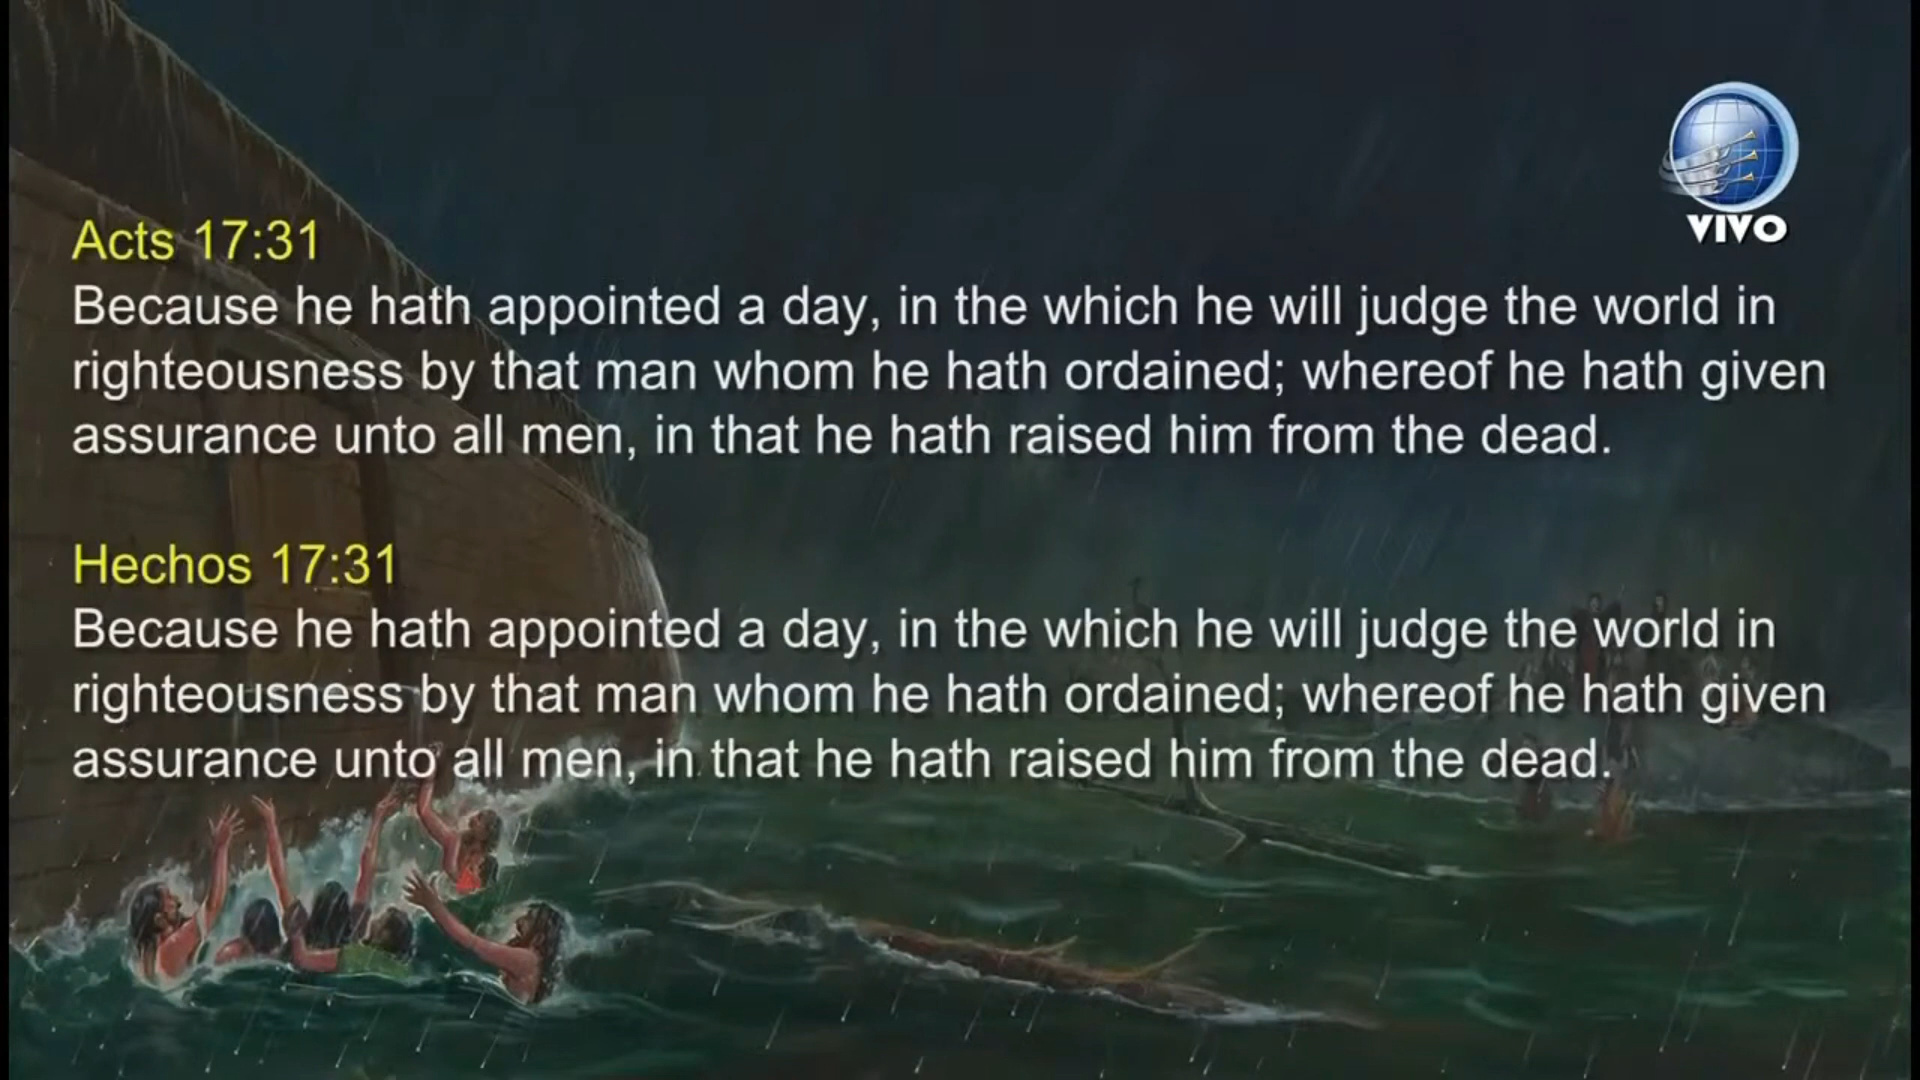 VIVO
Acts 17:31
Because he hath appointed a day, in the which he will judge the world in
righteousness by that man whom he hath ordained; whereof he hath given
assurance unto all men, in that he hath raised him from the dead.
Hechos 17:31
Because he hath appointed a day, in the which he will judge the world in
righteousness by that man whom he hath ordained; whereof he hath given
assurance unto all men, in that he hath raised him from the dead.